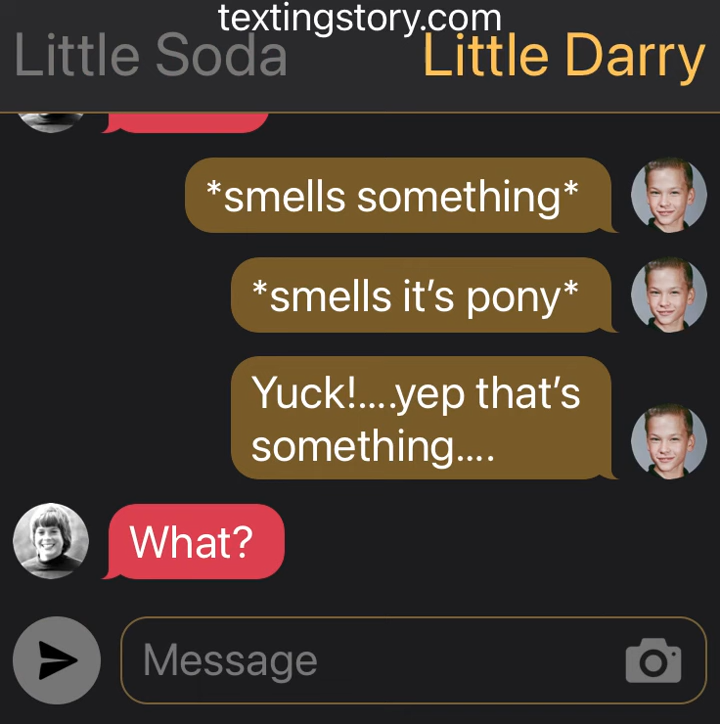 textingstory.com
Little Soda
Little Darry
*smells something*
*smells it’s pony*
Yuck!....yep that’s
something....
What?
Message